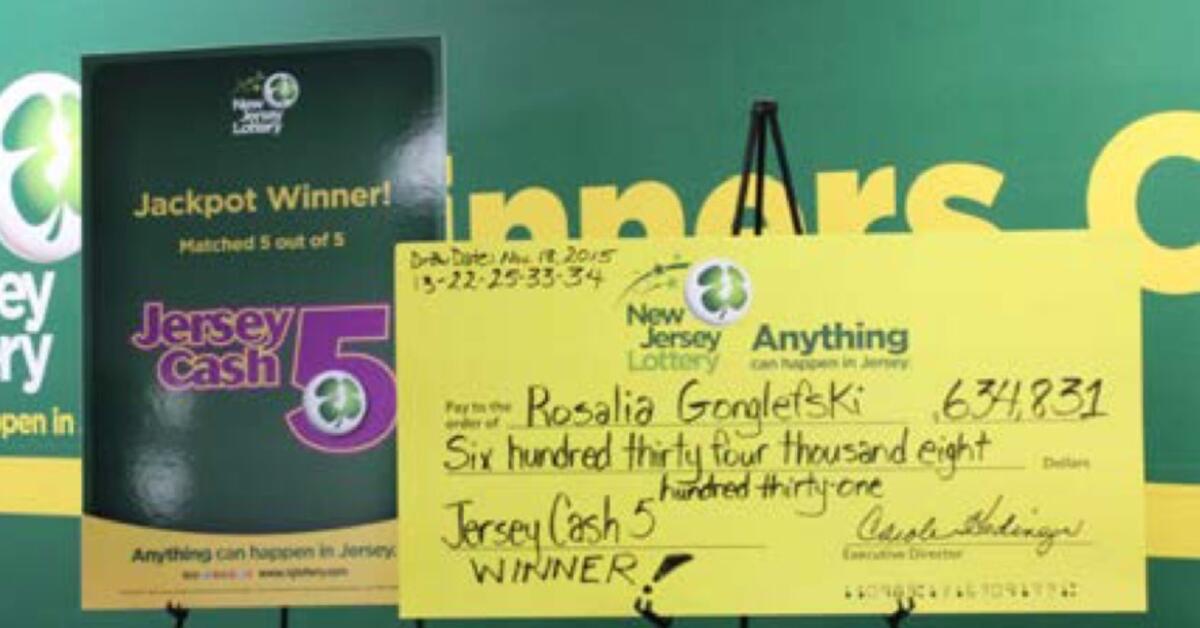 New
Jersey
Lottery
Jackpot Winner!
Matched 5 out of 5
Jersey
Cash 5
Anything can happen in Jersey.
www.njlottery.com
ey
ry
pen in
inners
Draw Date: Nov. 18, 2015
13-22-25-33-34
New
Jersey
Lottery
Anything
can happen in Jersey.
Pay to the
order of Rosalia Gonglefski 634,831
Six hundred thirty four thousand eight
Dollars
hundred thirty-one
Jersey Cash 5
WINNER!
Executive Director